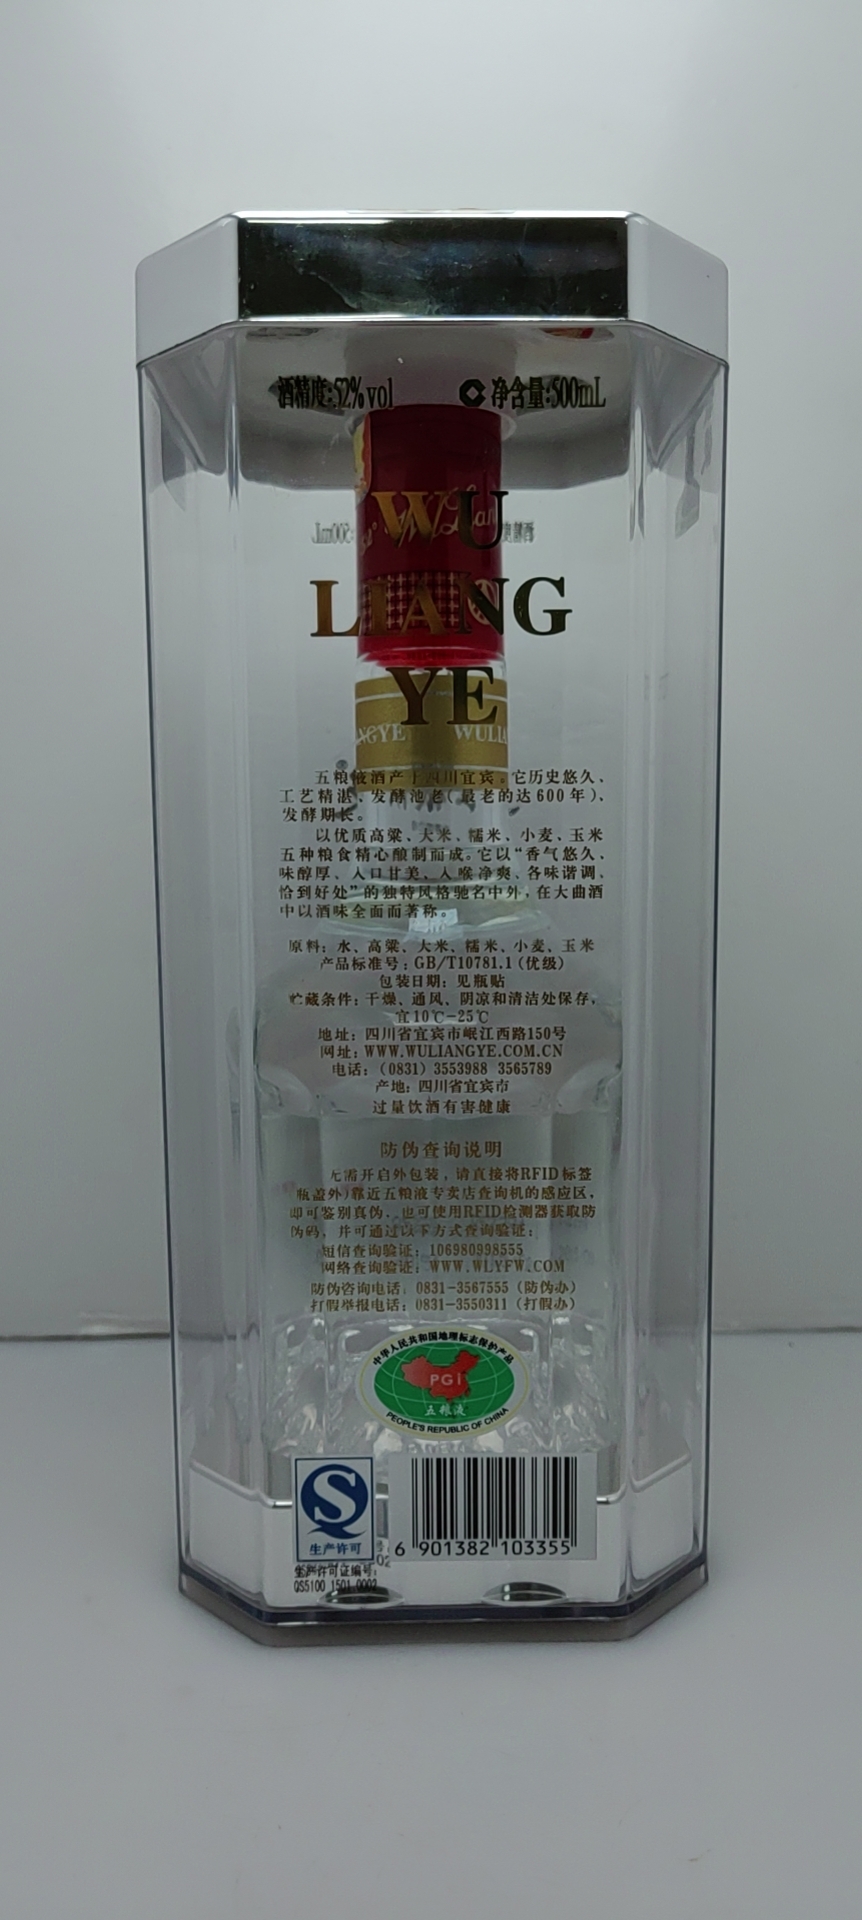 酒精度:52%vol 净含量:500mL
WU
LIANG
YE
五粮液酒产于四川宜宾。它历史悠久、
工艺精湛、发酵池老(最老的达600年)、
发酵期长。
以优质高粱、大米、糯米、小麦、玉米
五种粮食精心酿制而成。它以“香气悠久、
味醇厚、入口甘美、入喉净爽、各味谐调、
恰到好处”的独特风格驰名中外,在大曲酒
中以酒味全面而著称。
原料:水、高粱、大米、糯米、小麦、玉米
产品标准号:GB/T10781.1(优级)
包装日期:见瓶贴
贮藏条件:干燥、通风、阴凉和清洁处保存,
宜10℃-25℃
地址:四川省宜宾市岷江西路150号
网址:WWW.WULIANGYE.COM.CN
电话:(0831) 3553988 3565789
产地:四川省宜宾市
过量饮酒有害健康
防伪查询说明
无需开启外包装,请直接将RFID标签
瓶盖外)靠近五粮液专卖店查询机的感应区,
即可鉴别真伪。也可使用RFID检测器获取防
伪码,并可通过以下方式查询验证:
短信查询验证:106980998555
网络查询验证:WWW.WLYFW.COM
防伪咨询电话:0831-3567555(防伪办)
打假举报电话:0831-3550311(打假办)
中华人民共和国地理标志保护产品
PGI
五粮液
PEOPLE'S REPUBLIC OF CHINA
S
生产许可
6 901382 103355
生产许可证编号:
QS5100 1501 0002